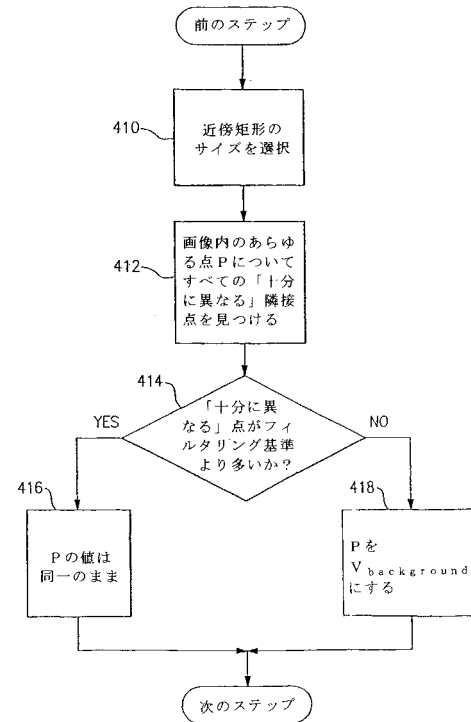 前のステップ
410
近傍矩形の
サイズを選択
412
画像内のあらゆ
る点Pについて
すべての「十分
に異なる」隣接
点を見つける
414
「十分に異
なる」点がフィ
ルタリング基準
より多いか？
YES
NO
416
Pの値は
同一のまま
418
Pを
Vbackground
にする
次のステップ